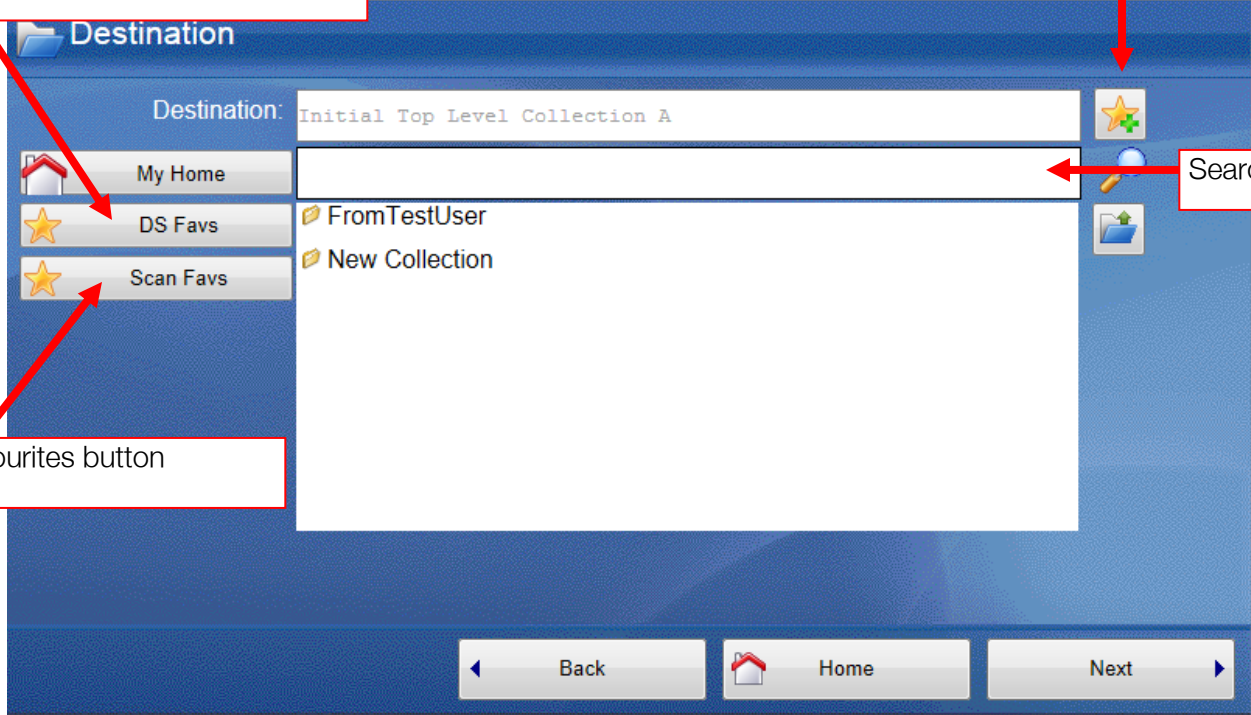 Destination
Destination:
Initial Top Level Collection A
My Home
DS Favs
Scan Favs
FromTestUser
New Collection
button
Back
Home
Next